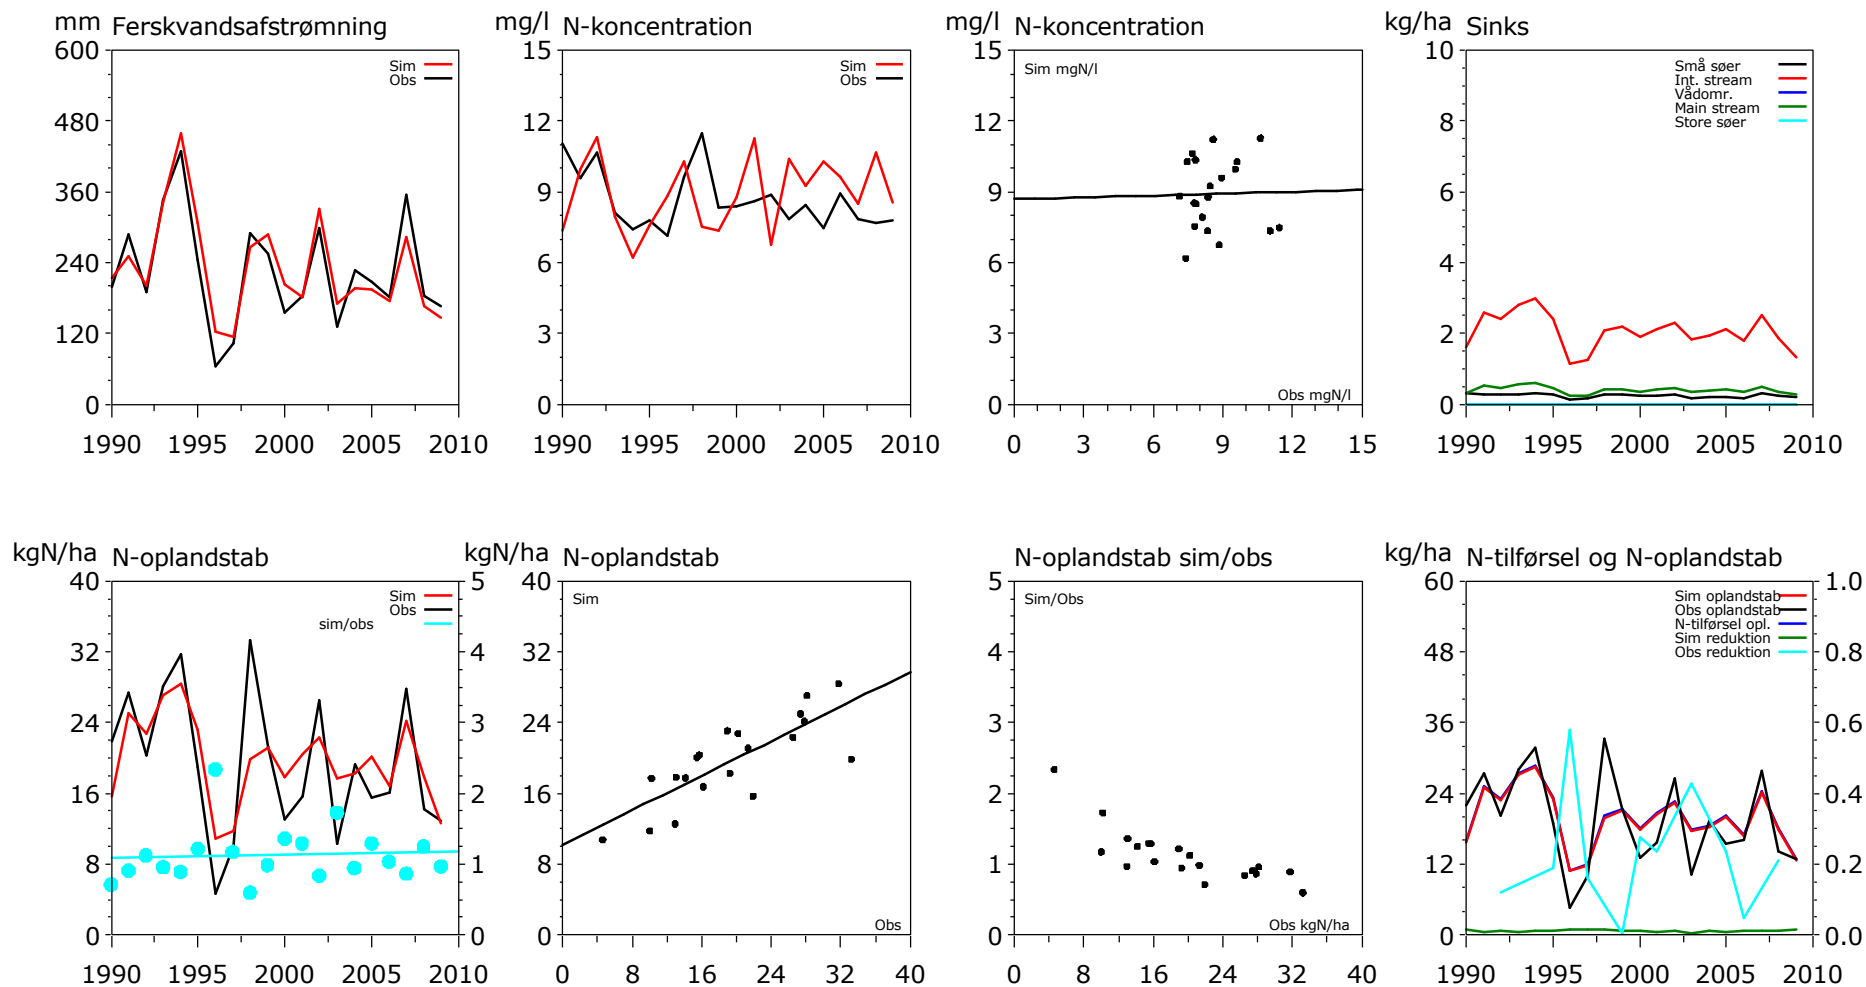 mm Ferskvandsafstrømning
600
480
360
240
120
0
1990 1995 2000 2005 2010
Sim
Obs
mg/l N-koncentration
15
12
9
6
3
0
1990 1995 2000 2005 2010
Sim
Obs
mg/l N-koncentration
15
12
9
6
3
0
0 3 6 9 12 15
Sim mgN/l
Obs mgN/l
kg/ha Sinks
10
8
6
4
2
0
1990 1995 2000 2005 2010
Små søer
Int. stream
Vådomr.
Main stream
Store søer
kgN/ha N-oplandstab
40
32
24
16
8
0
1990 1995 2000 2005 2010
Sim
Obs
sim/obs
5
4
3
2
1
0
kgN/ha N-oplandstab
40
32
24
16
8
0
0 8 16 24 32 40
Sim
Obs
N-oplandstab sim/obs
5
4
3
2
1
0
0 8 16 24 32 40
Sim/Obs
Obs kgN/ha
kg/ha N-tilførsel og N-oplandstab
60
48
36
24
12
0
1990 1995 2000 2005 2010
Sim oplandstab
Obs oplandstab
N-tilførsel opl.
Sim reduktion
Obs reduktion
1.0
0.8
0.6
0.4
0.2
0.0